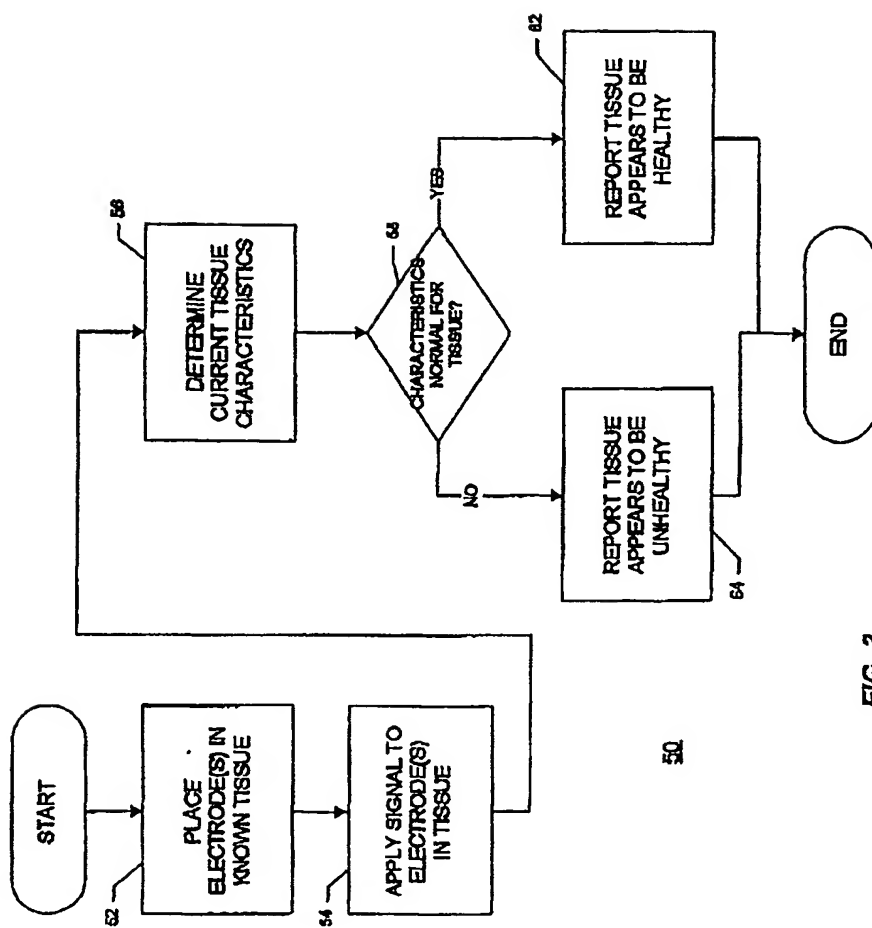 START
52
PLACE
ELECTRODE(S) IN
KNOWN TISSUE
54
APPLY SIGNAL TO
ELECTRODE(S)
IN TISSUE
56
DETERMINE
CURRENT TISSUE
CHARACTERISTICS
CHARACTERISTICS
NORMAL FOR
TISSUE?
NO
YES
REPORT TISSUE
APPEARS TO BE
UNHEALTHY
64
62
REPORT TISSUE
APPEARS TO BE
HEALTHY
END
50
FIG.